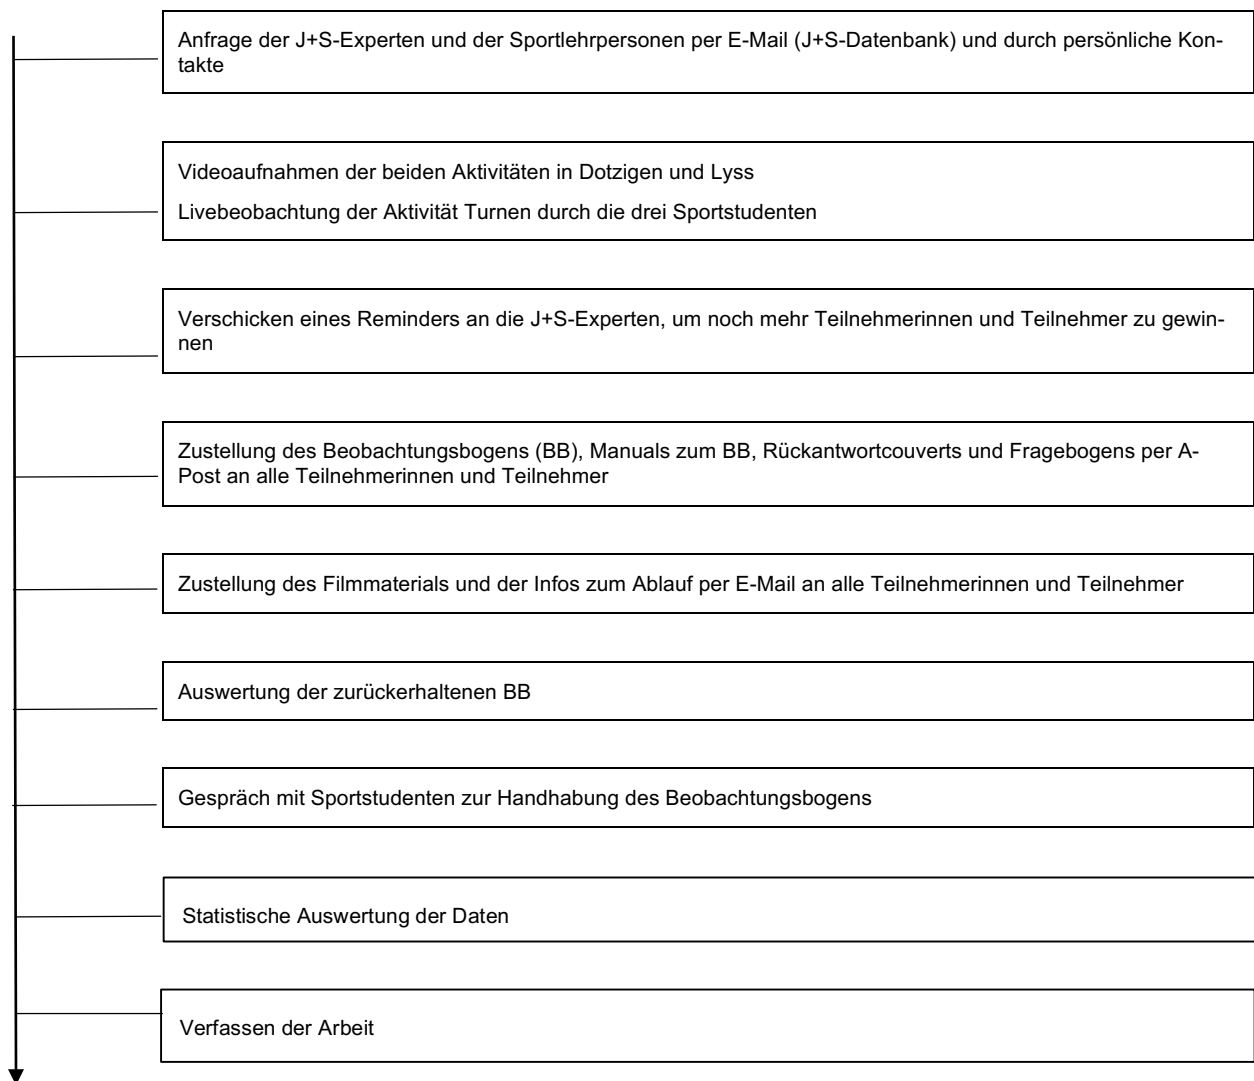 Anfrage der J+S-Experten und der Sportlehrpersonen per E-Mail (J+S-Datenbank) und durch persönliche Kon-
takte
Videoaufnahmen der beiden Aktivitäten in Dotzigen und Lyss
Livebeobachtung der Aktivität Turnen durch die drei Sportstudenten
Verschicken eines Reminders an die J+S-Experten, um noch mehr Teilnehmerinnen und Teilnehmer zu gewin-
nen
Zustellung des Beobachtungsbogens (BB), Manuals zum BB, Rückantwortcouverts und Fragebogens per A-
Post an alle Teilnehmerinnen und Teilnehmer
Zustellung des Filmmaterials und der Infos zum Ablauf per E-Mail an alle Teilnehmerinnen und Teilnehmer
Auswertung der zurückerhaltenen BB
Gespräch mit Sportstudenten zur Handhabung des Beobachtungsbogens
Statistische Auswertung der Daten
Verfassen der Arbeit